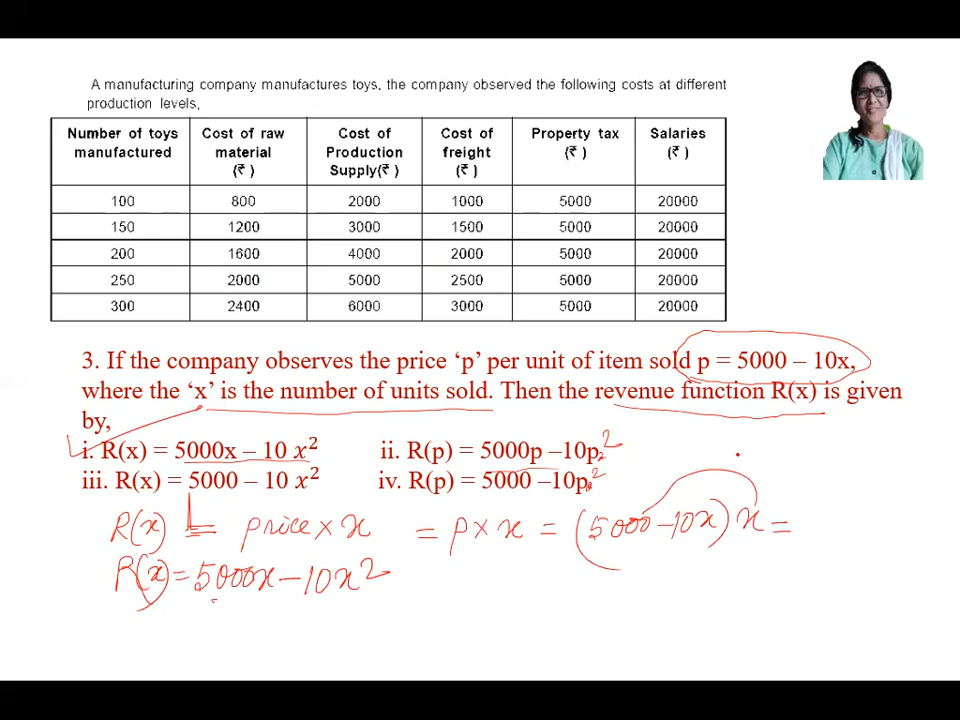 A manufacturing company manufactures toys, the company observed the following costs at different
production levels,
Number of toys manufactured | Cost of raw material (₹ ) | Cost of Production Supply(₹ ) | Cost of freight (₹ ) | Property tax (₹ ) | Salaries (₹ )
100 | 800 | 2000 | 1000 | 5000 | 20000
150 | 1200 | 3000 | 1500 | 5000 | 20000
200 | 1600 | 4000 | 2000 | 5000 | 20000
250 | 2000 | 5000 | 2500 | 5000 | 20000
300 | 2400 | 6000 | 3000 | 5000 | 20000
3. If the company observes the price ‘p’ per unit of item sold p = 5000 – 10x,
where the ‘x’ is the number of units sold. Then the revenue function R(x) is given
by,
i. R(x) = 5000x – 10 x² ii. R(p) = 5000p –10p²
iii. R(x) = 5000 – 10 x² iv. R(p) = 5000 –10p²
R(x) = price × x = p × x = (5000 – 10x) x =
R(x) = 5000x – 10x²